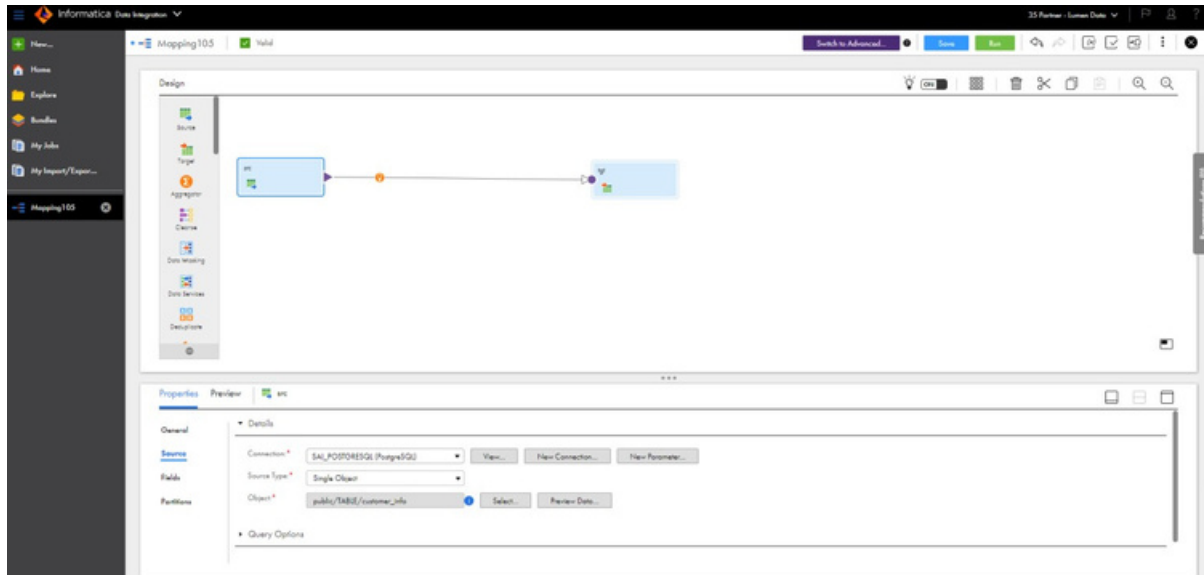 Informatica Data Integration
35 Partner - Lumen Data
New...
Home
Explore
Bundles
My Jobs
My Import/Expor...
Mapping105
Mapping105
Valid
Switch to Advanced...
Save
Run
Design
ON
Source
Target
Aggregator
Cleanse
Data Masking
Data Services
Deduplicate
src
Properties
Preview
src
General
Source
Fields
Partitions
Details
Connection:*
SAI_POSTGRESQL (PostgreSQL)
View...
New Connection...
New Parameter...
Source Type:*
Single Object
Object:*
public/TABLE/customer_info
Select...
Preview Data...
Query Options